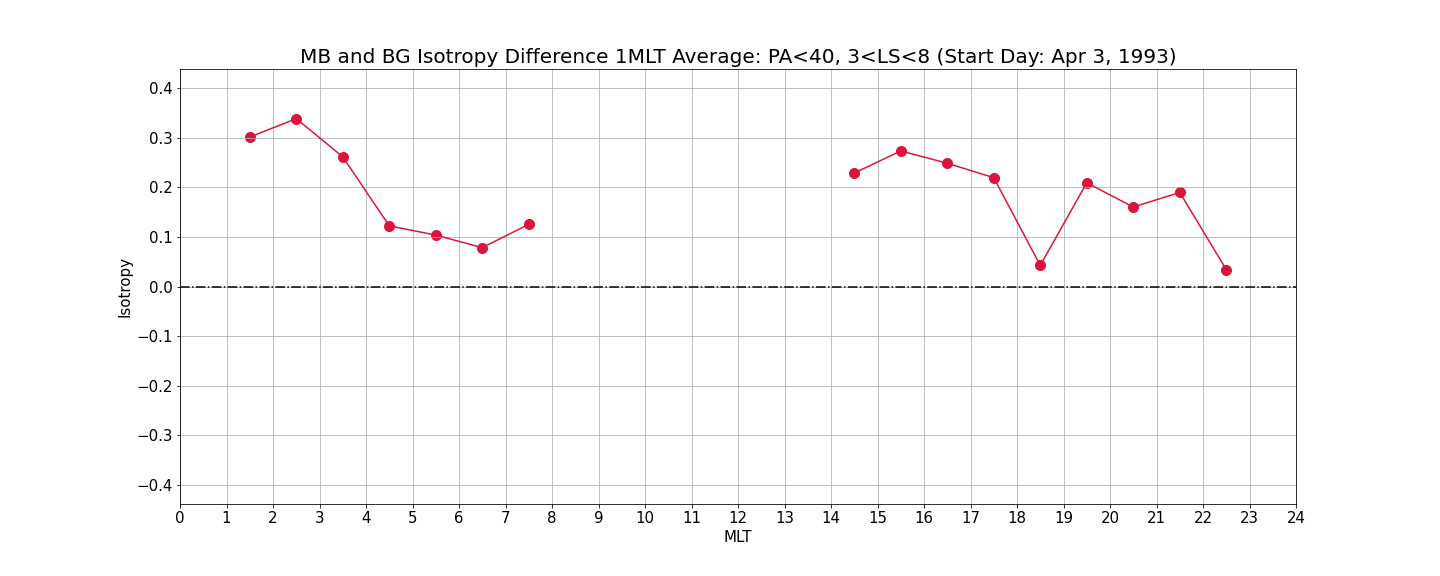 MB and BG Isotropy Difference 1MLT Average: PA<40, 3<LS<8 (Start Day: Apr 3, 1993)
Isotropy
0.4
0.3
0.2
0.1
0.0
−0.1
−0.2
−0.3
−0.4
0 1 2 3 4 5 6 7 8 9 10 11 12 13 14 15 16 17 18 19 20 21 22 23 24
MLT